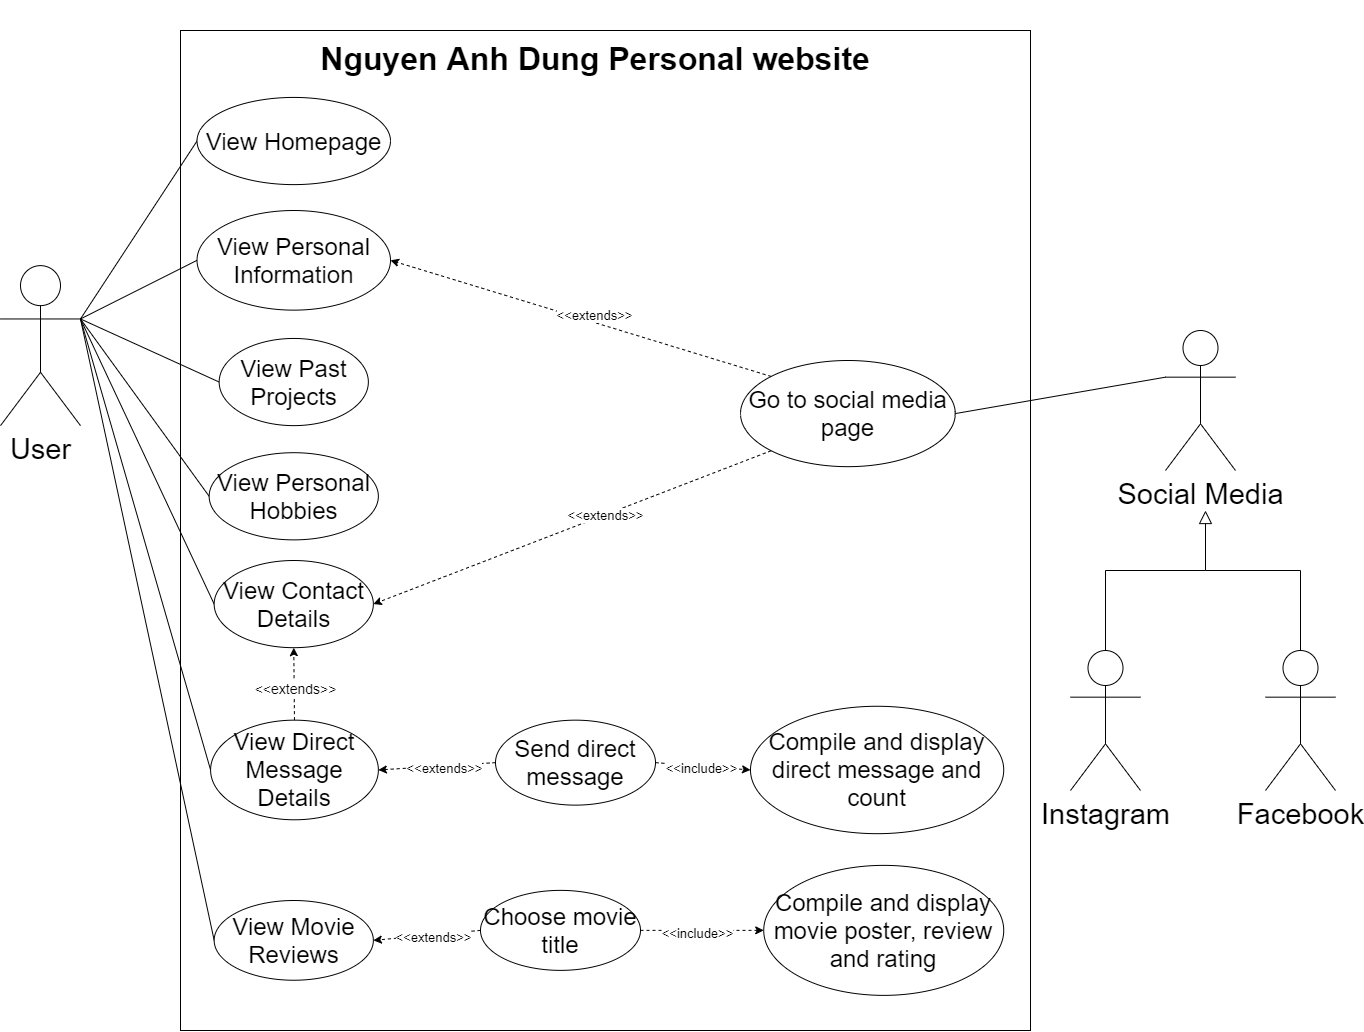 Nguyen Anh Dung Personal website
View Homepage
View Personal
Information
<<extends>>
View Past
Projects
Go to social media
page
User
View Personal
Hobbies
Social Media
<<extends>>
View Contact
Details
<<extends>>
View Direct
Message
Details
<<extends>>
Send direct
message
<<include>>
Compile and display
direct message and
count
Instagram
Facebook
View Movie
Reviews
<<extends>>
Choose movie
title
<<include>>
Compile and display
movie poster, review
and rating